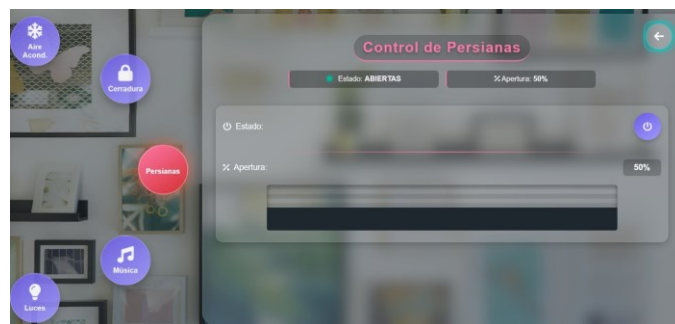 Aire
Acond.
Cerradura
Persianas
Música
Luces
Control de Persianas
Estado: ABIERTAS
Apertura: 50%
Estado:
Apertura:
50%